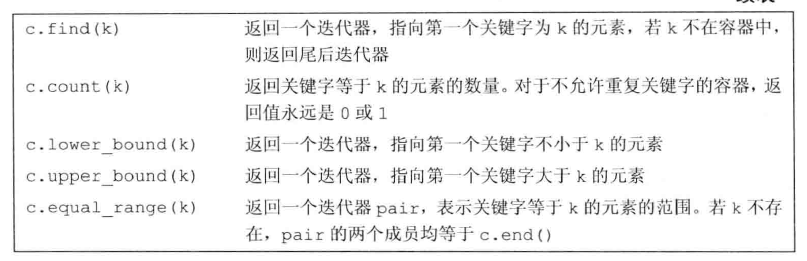 c.find(k) 返回一个迭代器，指向第一个关键字为 k 的元素，若 k 不在容器中，
则返回尾后迭代器
c.count(k) 返回关键字等于 k 的元素的数量。对于不允许重复关键字的容器，返
回值永远是 0 或 1
c.lower_bound(k) 返回一个迭代器，指向第一个关键字不小于 k 的元素
c.upper_bound(k) 返回一个迭代器，指向第一个关键字大于 k 的元素
c.equal_range(k) 返回一个迭代器 pair，表示关键字等于 k 的元素的范围。若 k 不存
在，pair 的两个成员均等于 c.end()